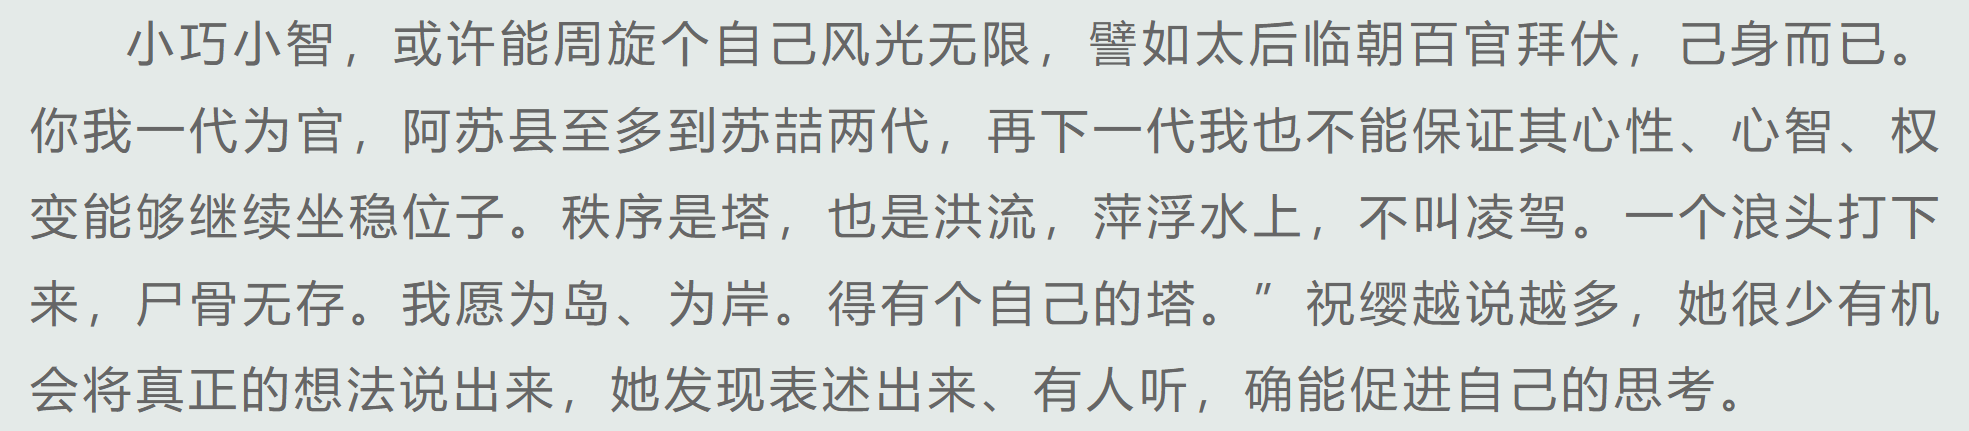 小巧小智，或许能周旋个自己风光无限，譬如太后临朝百官拜伏，己身而已。
你我一代为官，阿苏县至多到苏喆两代，再下一代我也不能保证其心性、心智、权
变能够继续坐稳位子。秩序是塔，也是洪流，萍浮水上，不叫凌驾。一个浪头打下
来，尸骨无存。我愿为岛、为岸。得有个自己的塔。”祝缨越说越多，她很少有机
会将真正的想法说出来，她发现表述出来、有人听，确能促进自己的思考。